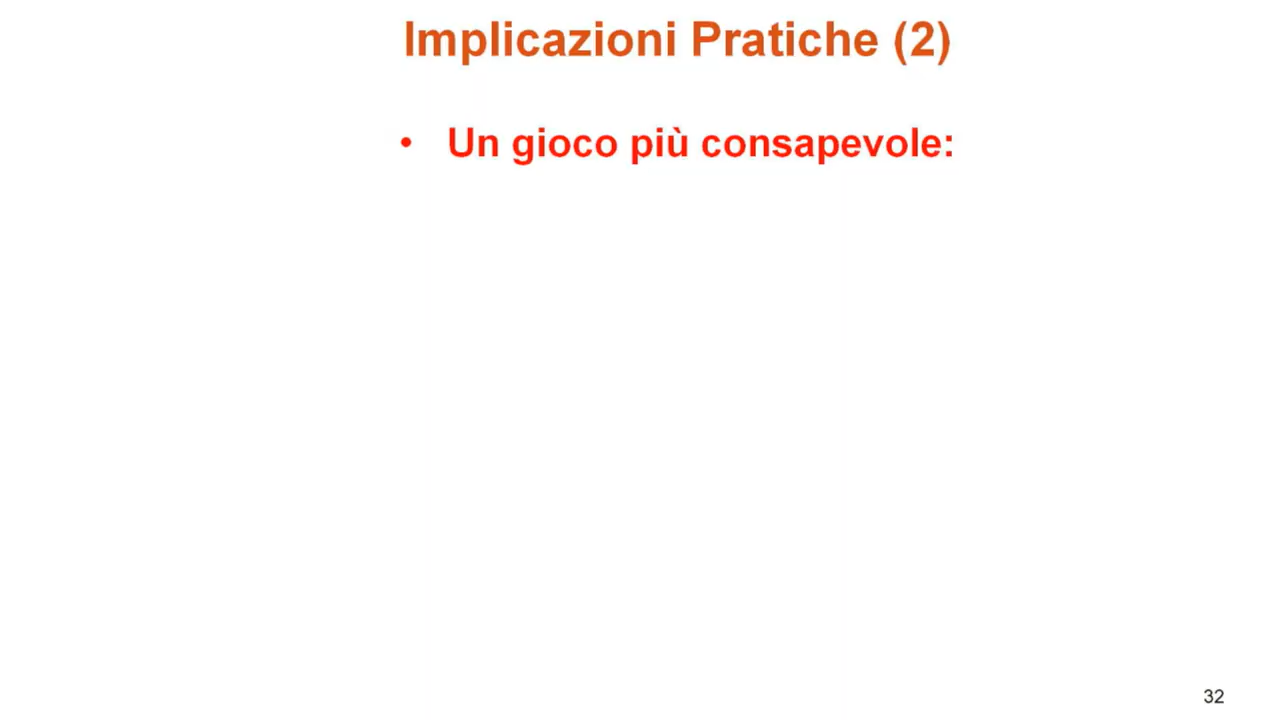 Implicazioni Pratiche (2)
• Un gioco più consapevole:
32